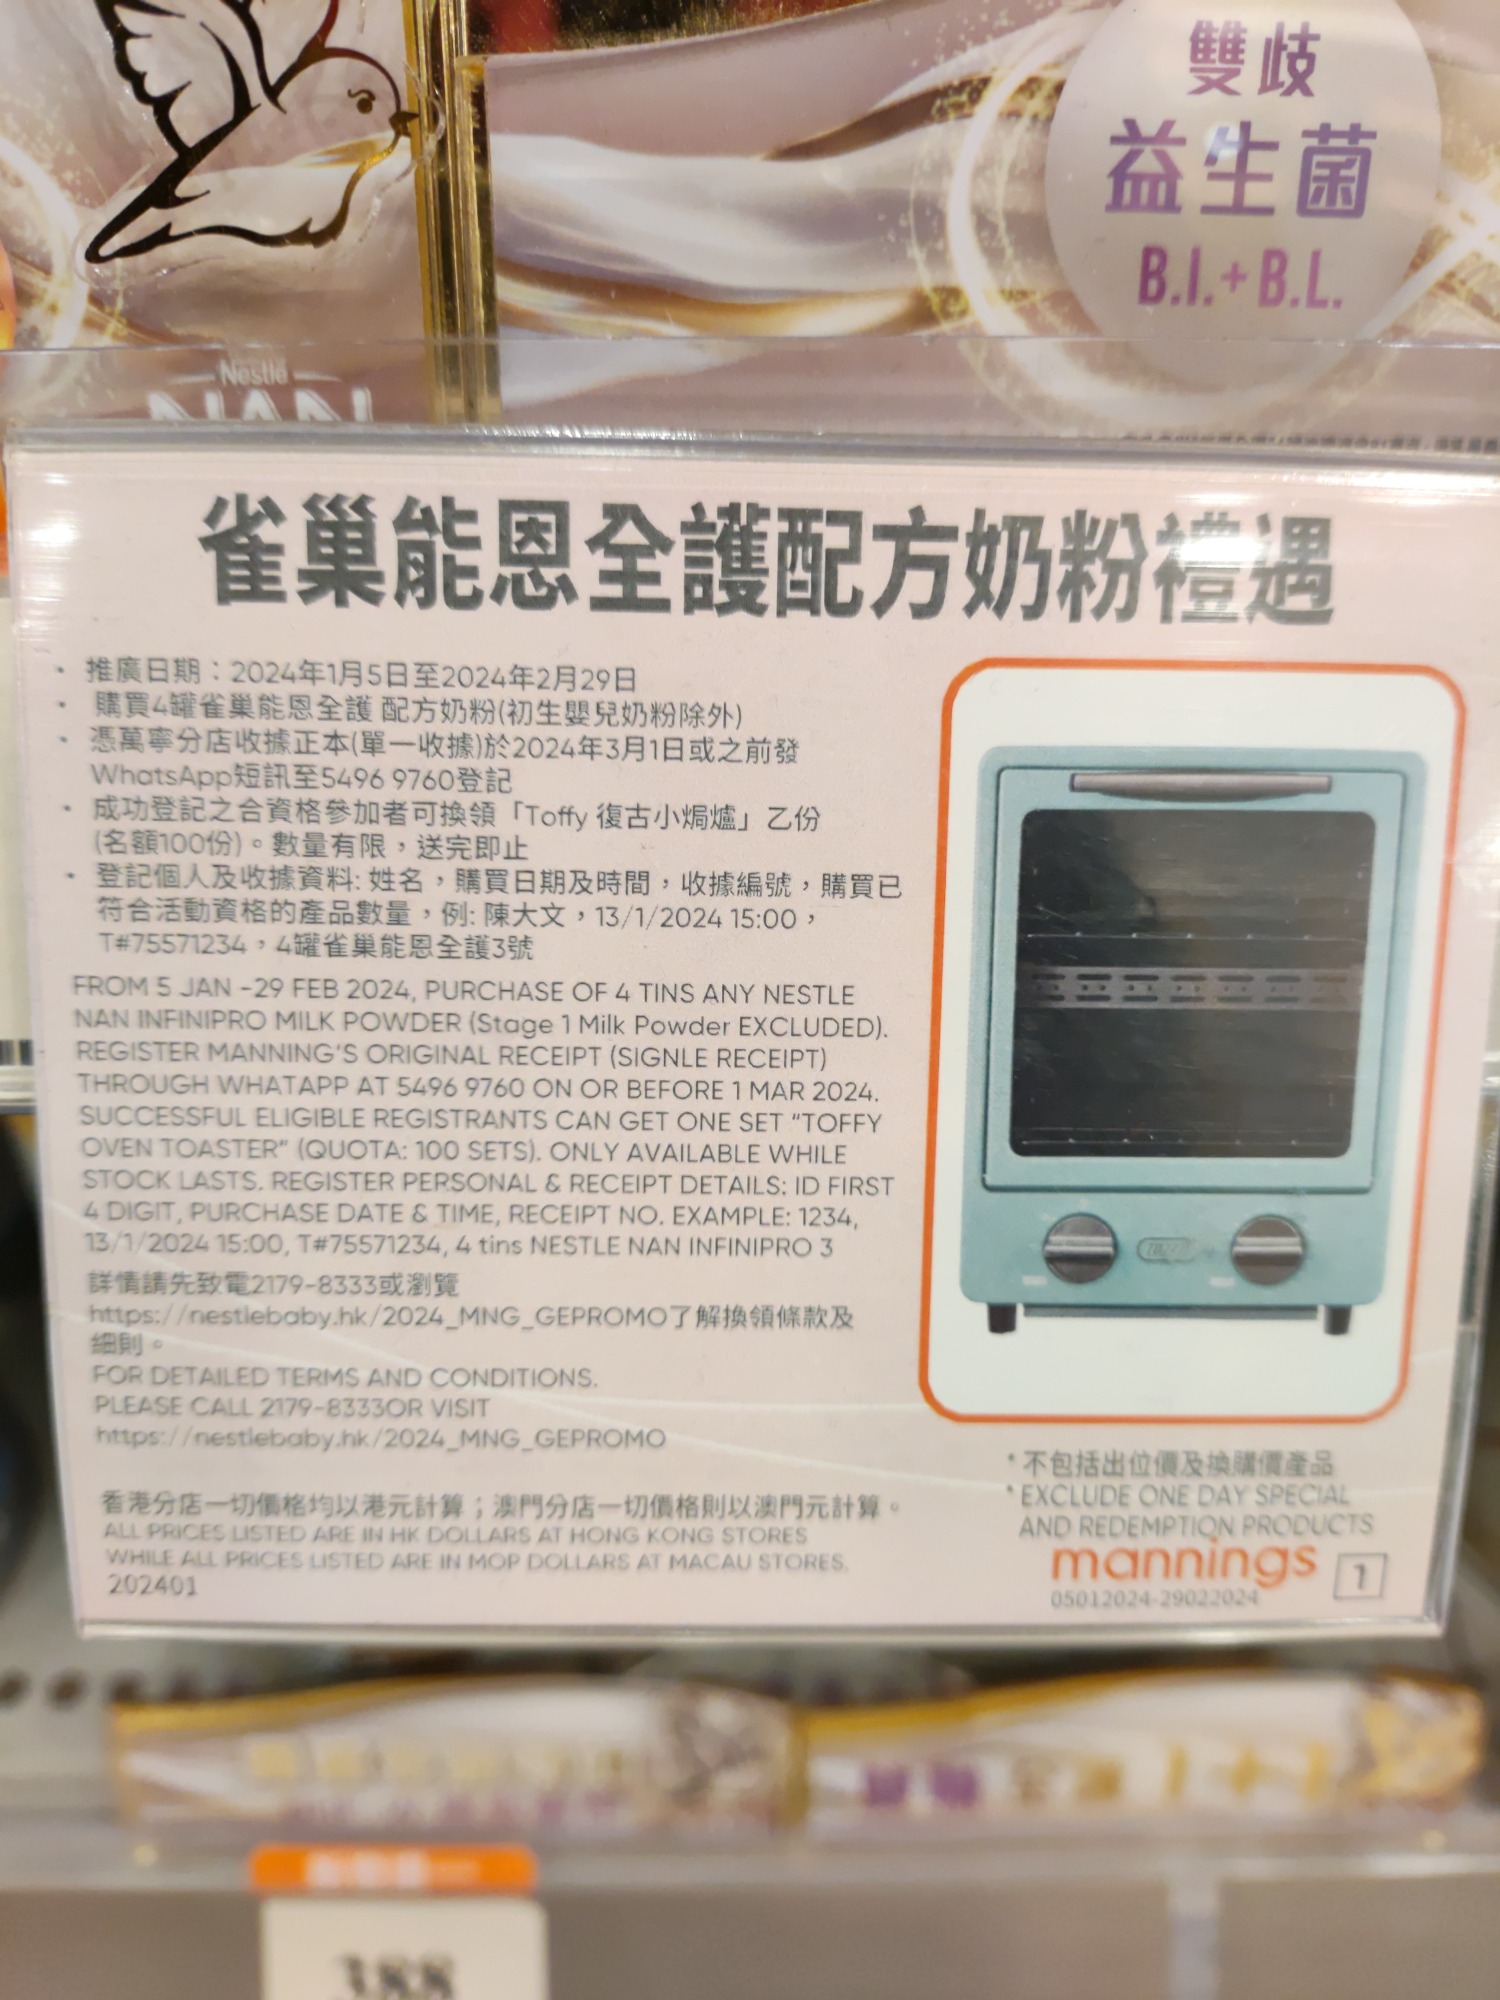 雙歧
益生菌
B.I.+B.L.
Nestlé
NAN
雀巢能恩全護配方奶粉禮遇
· 推廣日期：2024年1月5日至2024年2月29日
· 購買4罐雀巢能恩全護 配方奶粉(初生嬰兒奶粉除外)
· 憑萬寧分店收據正本(單一收據)於2024年3月1日或之前發
WhatsApp短訊至5496 9760登記
· 成功登記之合資格參加者可換領「Toffy 復古小焗爐」乙份
(名額100份)。數量有限，送完即止
· 登記個人及收據資料: 姓名，購買日期及時間，收據編號，購買已
符合活動資格的產品數量，例: 陳大文，13/1/2024 15:00，
T#75571234，4罐雀巢能恩全護3號
FROM 5 JAN -29 FEB 2024, PURCHASE OF 4 TINS ANY NESTLE
NAN INFINIPRO MILK POWDER (Stage 1 Milk Powder EXCLUDED).
REGISTER MANNING'S ORIGINAL RECEIPT (SIGNLE RECEIPT)
THROUGH WHATAPP AT 5496 9760 ON OR BEFORE 1 MAR 2024.
SUCCESSFUL ELIGIBLE REGISTRANTS CAN GET ONE SET "TOFFY
OVEN TOASTER" (QUOTA: 100 SETS). ONLY AVAILABLE WHILE
STOCK LASTS. REGISTER PERSONAL & RECEIPT DETAILS: ID FIRST
4 DIGIT, PURCHASE DATE & TIME, RECEIPT NO. EXAMPLE: 1234,
13/1/2024 15:00, T#75571234, 4 tins NESTLE NAN INFINIPRO 3
詳情請先致電2179-8333或瀏覽
https://nestlebaby.hk/2024_MNG_GEPROMO了解換領條款及
細則。
FOR DETAILED TERMS AND CONDITIONS.
PLEASE CALL 2179-8333OR VISIT
https://nestlebaby.hk/2024_MNG_GEPROMO
香港分店一切價格均以港元計算；澳門分店一切價格則以澳門元計算。
ALL PRICES LISTED ARE IN HK DOLLARS AT HONG KONG STORES
WHILE ALL PRICES LISTED ARE IN MOP DOLLARS AT MACAU STORES.
202401
*不包括出位價及換購價產品
*EXCLUDE ONE DAY SPECIAL
AND REDEMPTION PRODUCTS
mannings 1
05012024-29022024
388